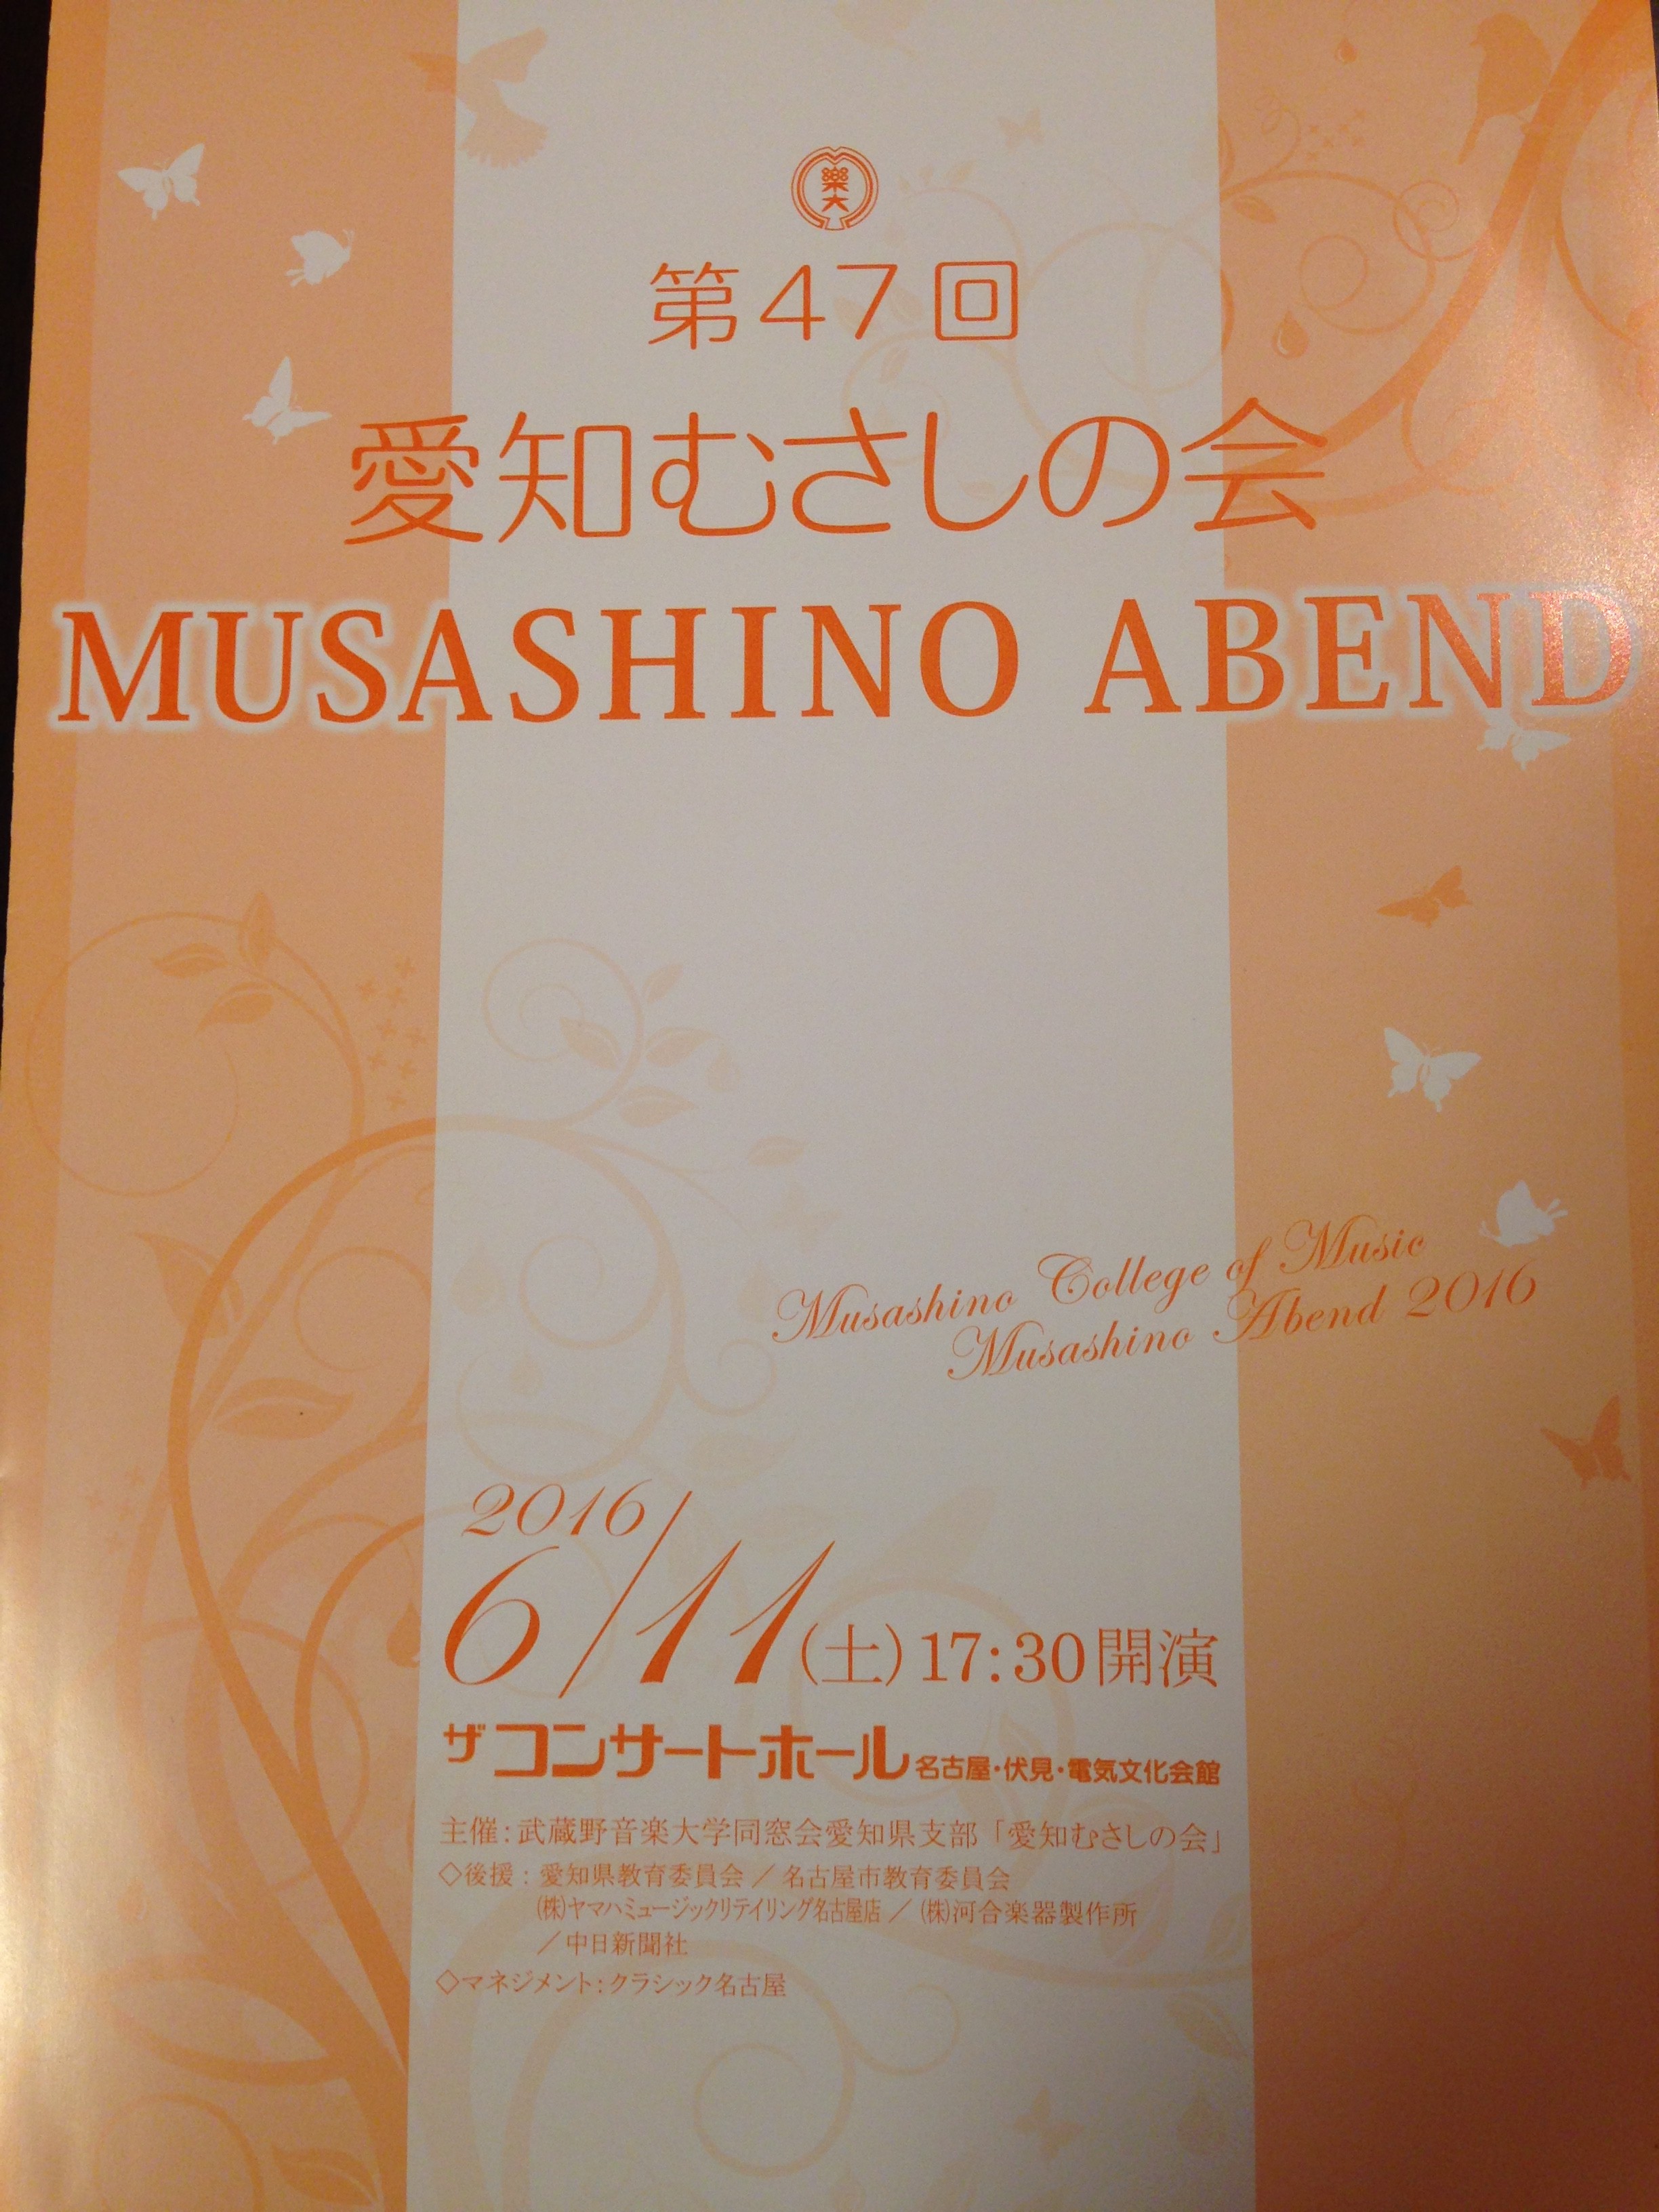 樂大
第47回
愛知むさしの会
MUSASHINO ABEND
Musashino College of Music
Musashino Abend 2016
2016
6/11(土)17:30開演
ザ コンサートホール 名古屋・伏見・電気文化会館
主催:武蔵野音楽大学同窓会愛知県支部「愛知むさしの会」
◇後援:愛知県教育委員会/名古屋市教育委員会
㈱ヤマハミュージックリテイリング名古屋店/㈱河合楽器製作所
/中日新聞社
◇マネジメント:クラシック名古屋